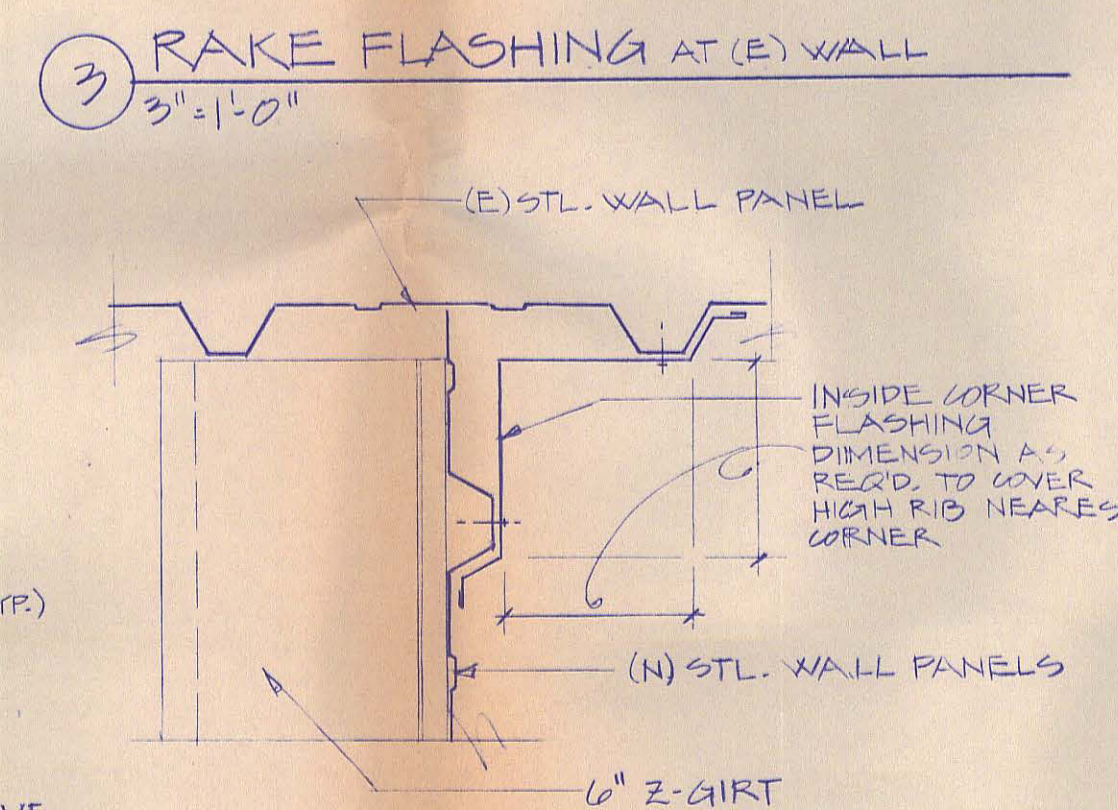 3 RAKE FLASHING AT (E) WALL
3"=1'-0"
(E) STL. WALL PANEL
INSIDE CORNER
FLASHING
DIMENSION AS
REQ'D. TO COVER
HIGH RIB NEARES
CORNER
(N) STL. WALL PANELS
6" Z-GIRT